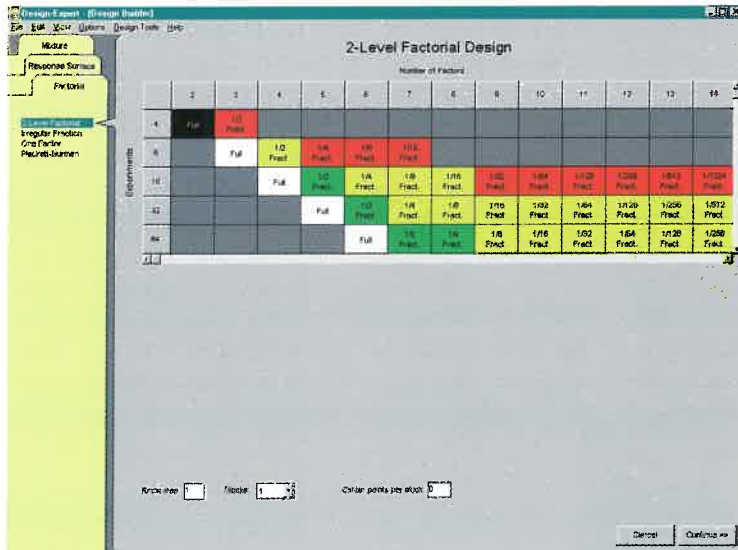 Design-Expert - [Design Builder]
File Edit View Options Design Tools Help
Mixture
Response Surface
Factorial
2-Level Factorial
Irregular Fraction
One Factor
Plackett-Burman
2-Level Factorial Design
Number of Factors
2 3 4 5 6 7 8 9 10 11 12 13 14
Experiments
4 Full 1/2 Fract.
8 Full 1/2 Fract. 1/4 Fract. 1/8 Fract. 1/16 Fract.
16 Full 1/2 Fract. 1/4 Fract. 1/8 Fract. 1/16 Fract. 1/32 Fract. 1/64 Fract. 1/128 Fract. 1/256 Fract. 1/512 Fract. 1/1024 Fract.
32 Full 1/2 Fract. 1/4 Fract. 1/8 Fract. 1/16 Fract. 1/32 Fract. 1/64 Fract. 1/128 Fract. 1/256 Fract. 1/512 Fract.
64 Full 1/2 Fract. 1/4 Fract. 1/8 Fract. 1/16 Fract. 1/32 Fract. 1/64 Fract. 1/128 Fract. 1/256 Fract.
Replicates 1 Blocks 1 Center points per block 0
Cancel Continue >>